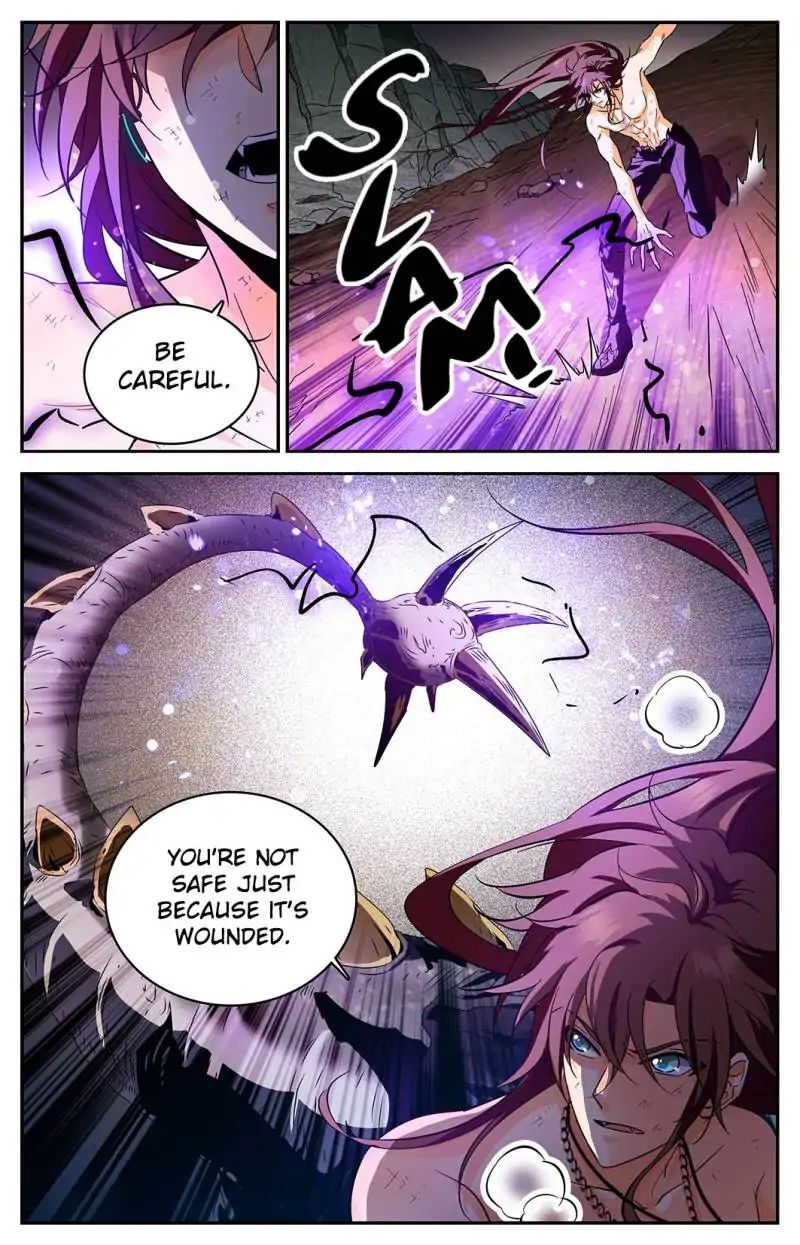 BE
CAREFUL.
SLAM!
YOU'RE NOT
SAFE JUST
BECAUSE IT'S
WOUNDED.